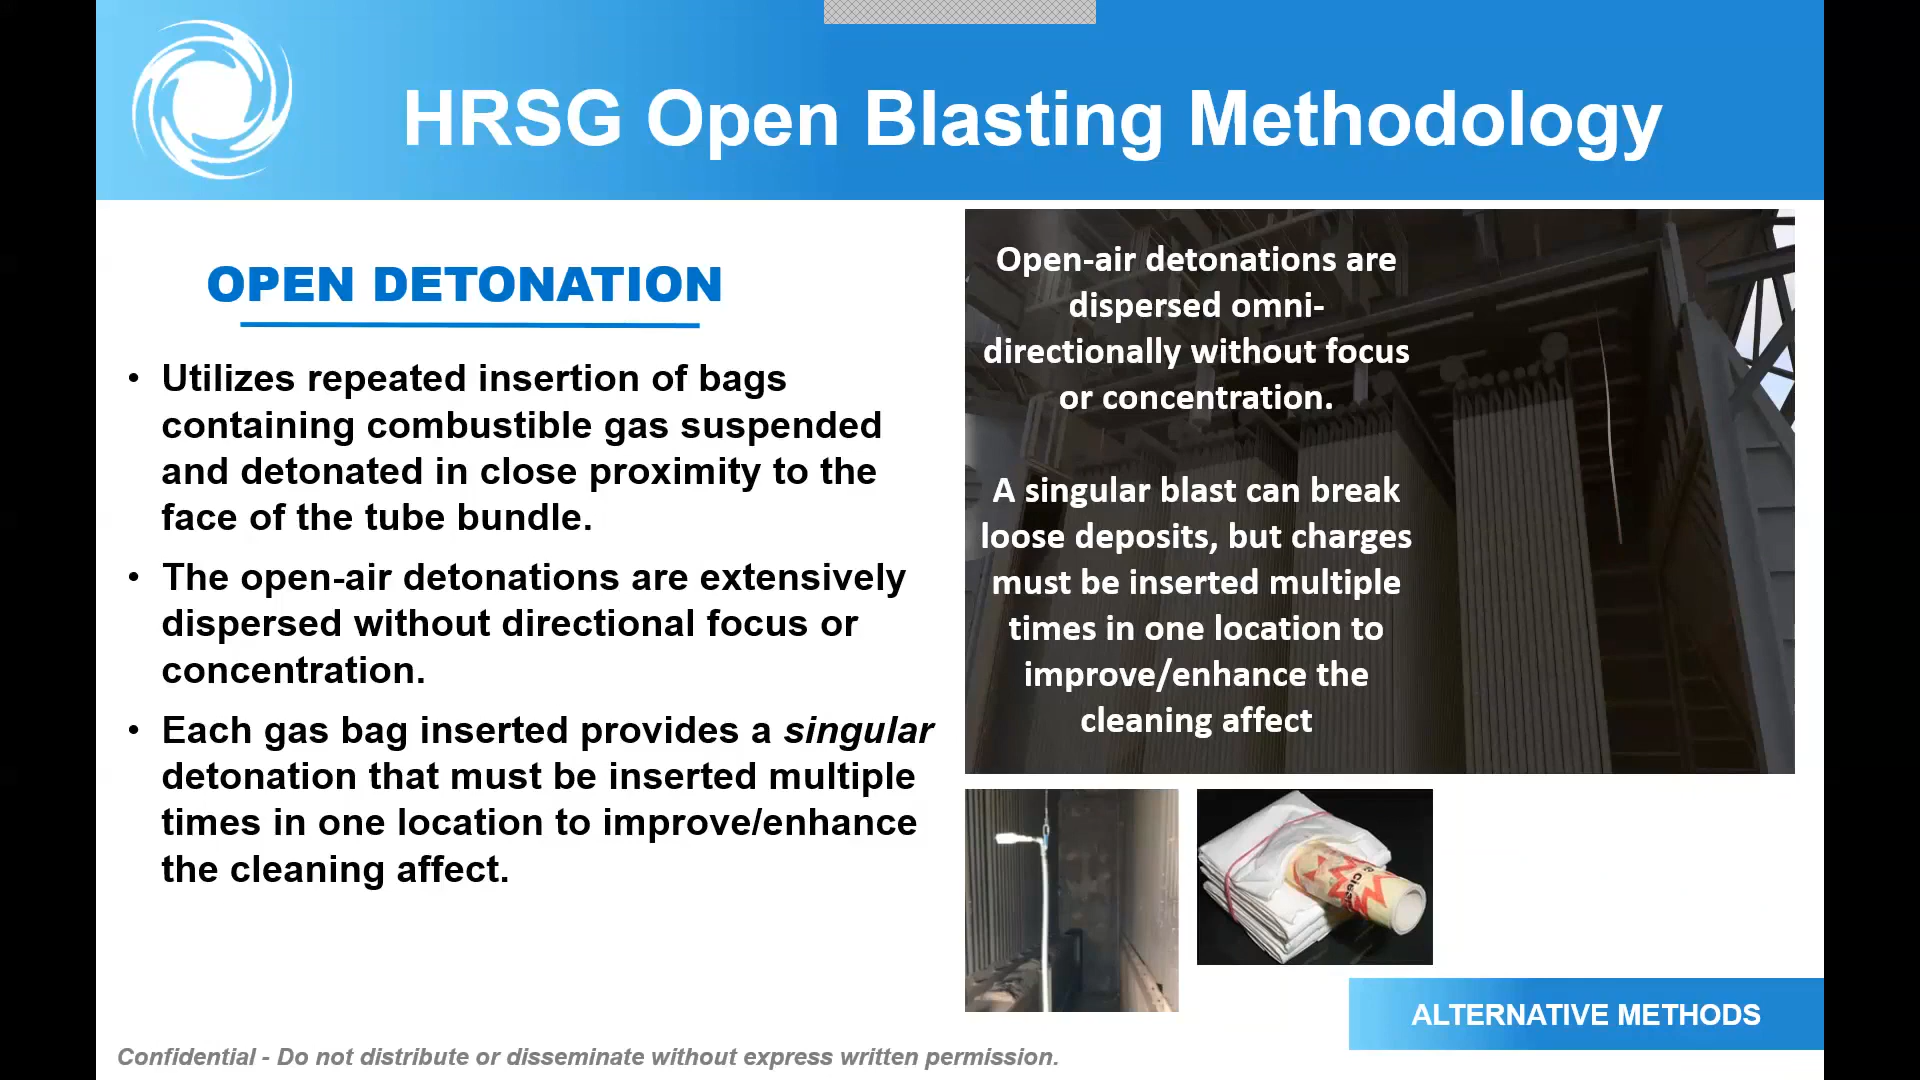 HRSG Open Blasting Methodology
OPEN DETONATION
• Utilizes repeated insertion of bags
containing combustible gas suspended
and detonated in close proximity to the
face of the tube bundle.
• The open-air detonations are extensively
dispersed without directional focus or
concentration.
• Each gas bag inserted provides a singular
detonation that must be inserted multiple
times in one location to improve/enhance
the cleaning affect.
Open-air detonations are
dispersed omni-
directionally without focus
or concentration.
A singular blast can break
loose deposits, but charges
must be inserted multiple
times in one location to
improve/enhance the
cleaning affect
ALTERNATIVE METHODS
Confidential - Do not distribute or disseminate without express written permission.